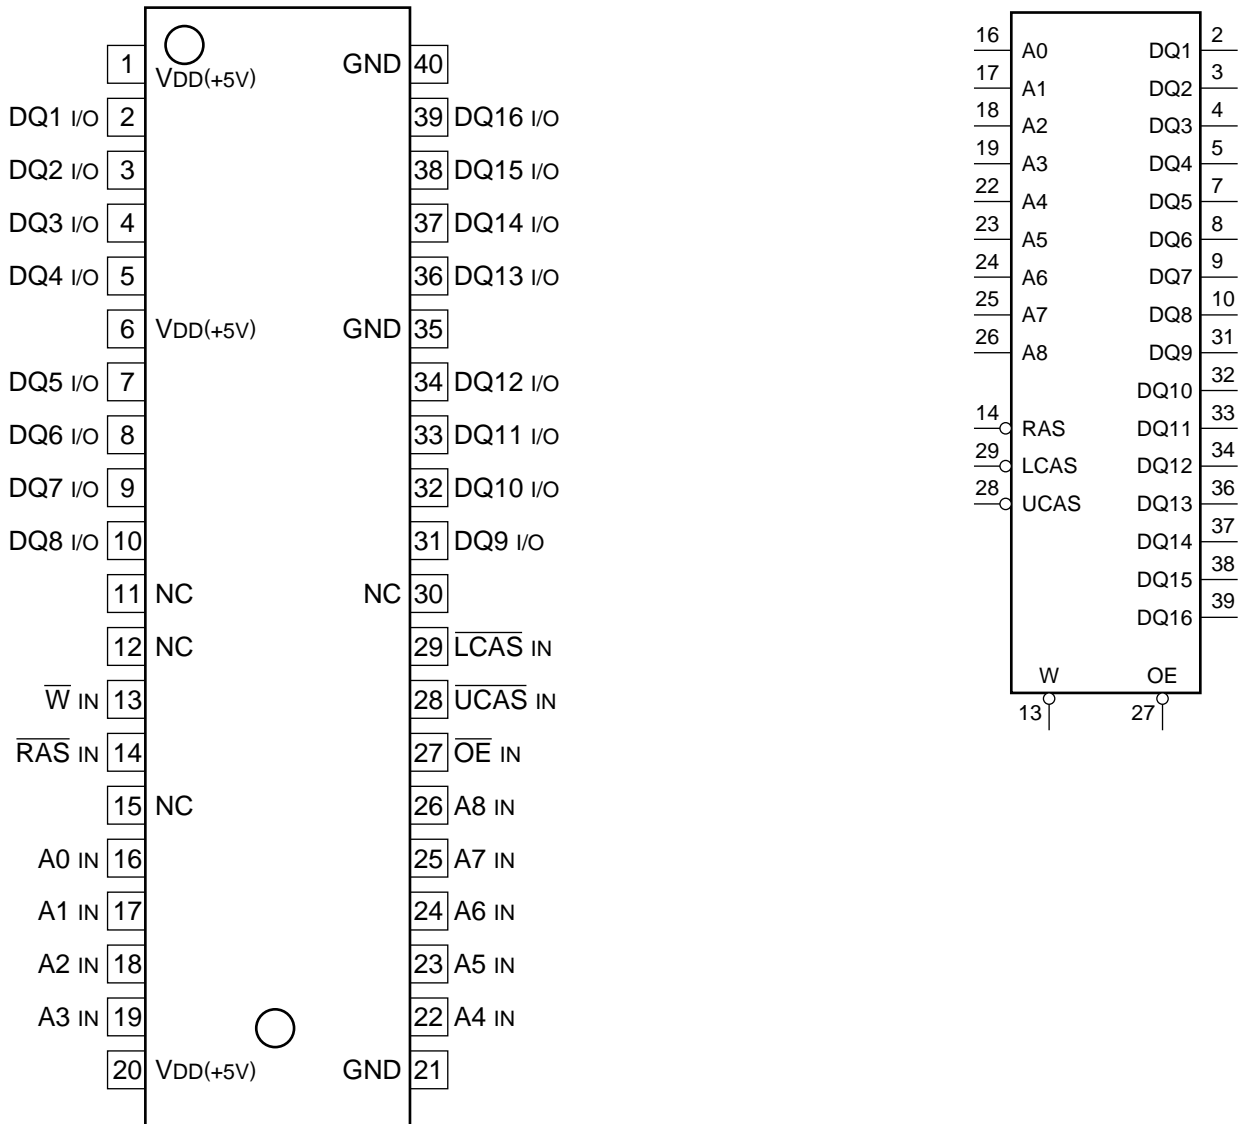 1 VDD(+5V) GND 40
DQ1 I/O 2 39 DQ16 I/O
DQ2 I/O 3 38 DQ15 I/O
DQ3 I/O 4 37 DQ14 I/O
DQ4 I/O 5 36 DQ13 I/O
6 VDD(+5V) GND 35
DQ5 I/O 7 34 DQ12 I/O
DQ6 I/O 8 33 DQ11 I/O
DQ7 I/O 9 32 DQ10 I/O
DQ8 I/O 10 31 DQ9 I/O
11 NC NC 30
12 NC 29 L̅C̅A̅S̅ IN
W̅ IN 13 28 U̅C̅A̅S̅ IN
R̅A̅S̅ IN 14 27 O̅E̅ IN
15 NC 26 A8 IN
A0 IN 16 25 A7 IN
A1 IN 17 24 A6 IN
A2 IN 18 23 A5 IN
A3 IN 19 22 A4 IN
20 VDD(+5V) GND 21
16 A0 DQ1 2
17 A1 DQ2 3
18 A2 DQ3 4
19 A3 DQ4 5
22 A4 DQ5 7
23 A5 DQ6 8
24 A6 DQ7 9
25 A7 DQ8 10
26 A8 DQ9 31
DQ10 32
14 RAS DQ11 33
29 LCAS DQ12 34
28 UCAS DQ13 36
DQ14 37
DQ15 38
DQ16 39
W OE
13 27